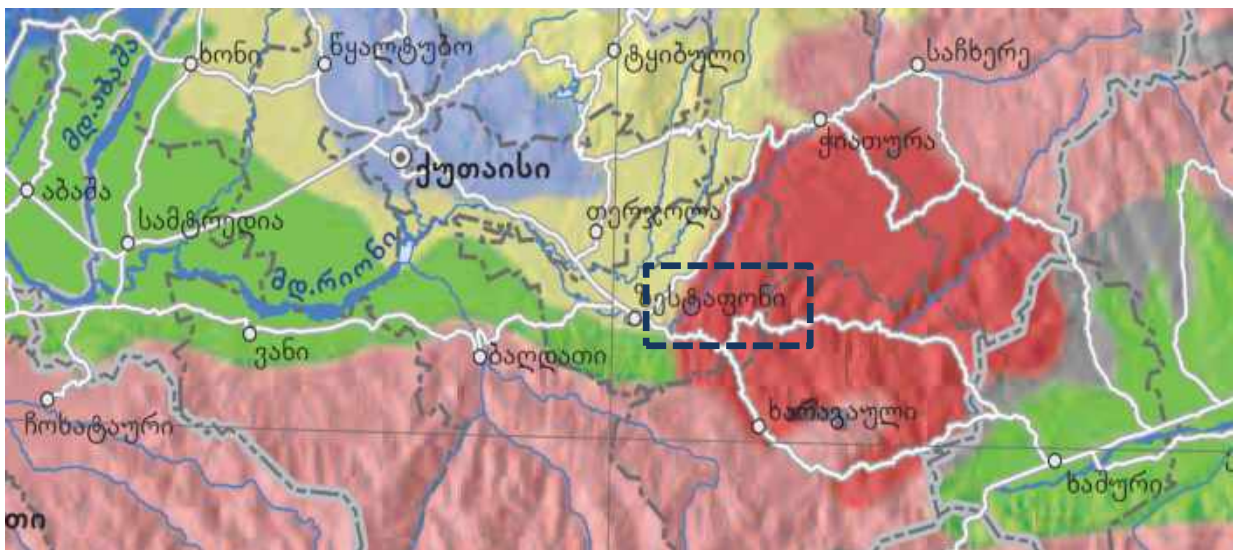 ხონი
წყალტუბო
ტყიბული
საჩხერე
მდ.აბაშა
ჭიათურა
ქუთაისი
აბაშა
თერჯოლა
სამტრედია
მდ.რიონი
ზესტაფონი
ვანი
ბაღდათი
ჩოხატაური
ხარაგაული
ხაშური
თი